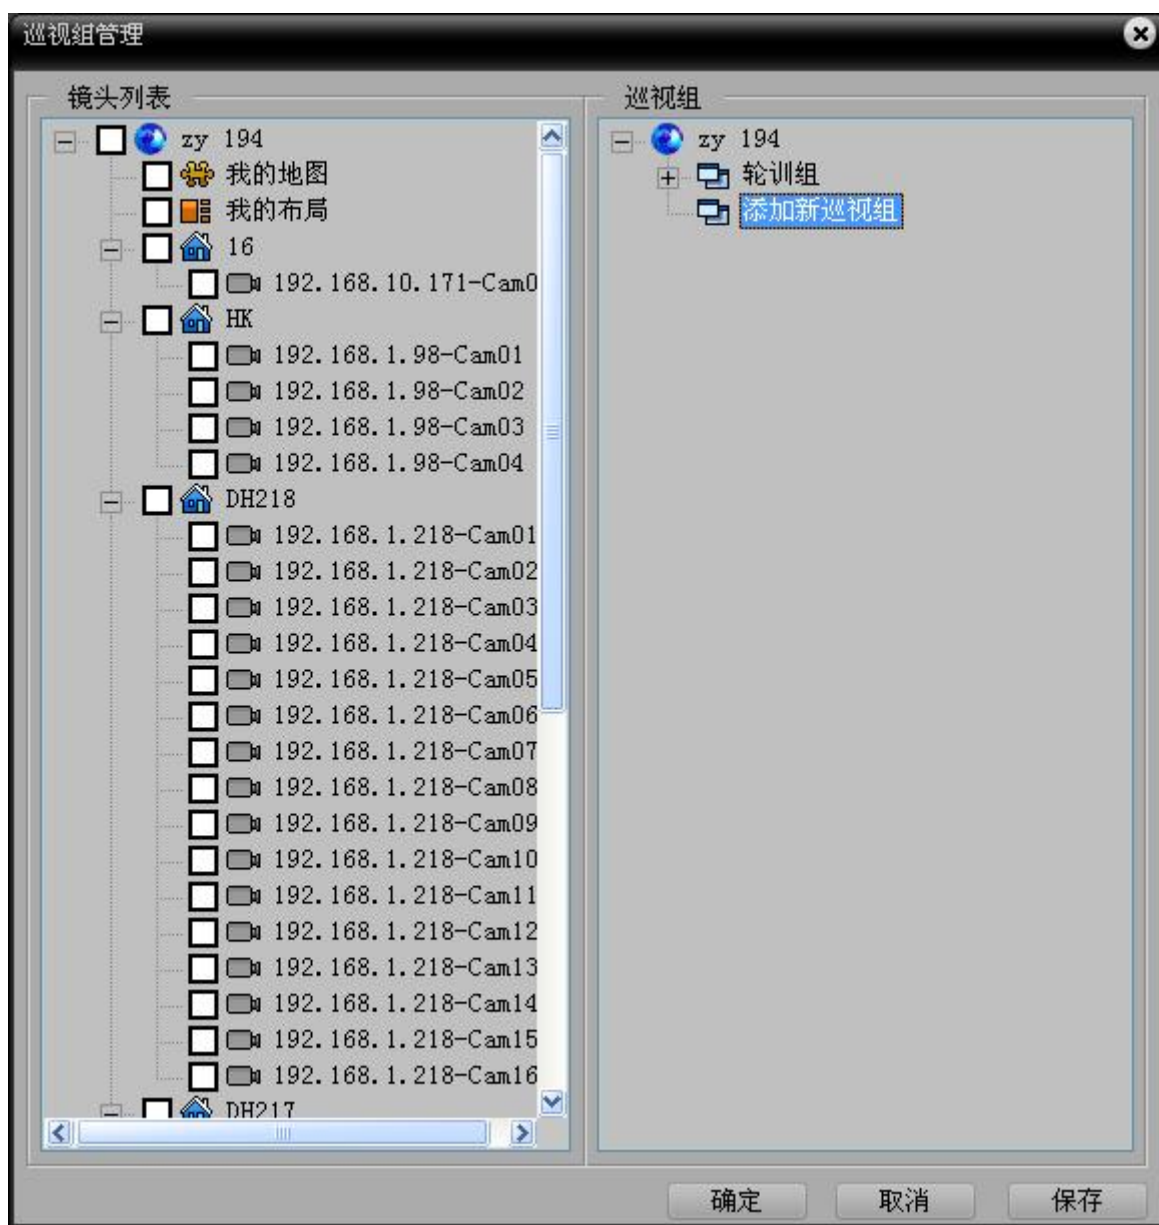 巡视组管理
镜头列表
zy 194
我的地图
我的布局
16
192.168.10.171-Cam0
HK
192.168.1.98-Cam01
192.168.1.98-Cam02
192.168.1.98-Cam03
192.168.1.98-Cam04
DH218
192.168.1.218-Cam01
192.168.1.218-Cam02
192.168.1.218-Cam03
192.168.1.218-Cam04
192.168.1.218-Cam05
192.168.1.218-Cam06
192.168.1.218-Cam07
192.168.1.218-Cam08
192.168.1.218-Cam09
192.168.1.218-Cam10
192.168.1.218-Cam11
192.168.1.218-Cam12
192.168.1.218-Cam13
192.168.1.218-Cam14
192.168.1.218-Cam15
192.168.1.218-Cam16
DH217
巡视组
zy 194
轮训组
添加新巡视组
确定 取消 保存